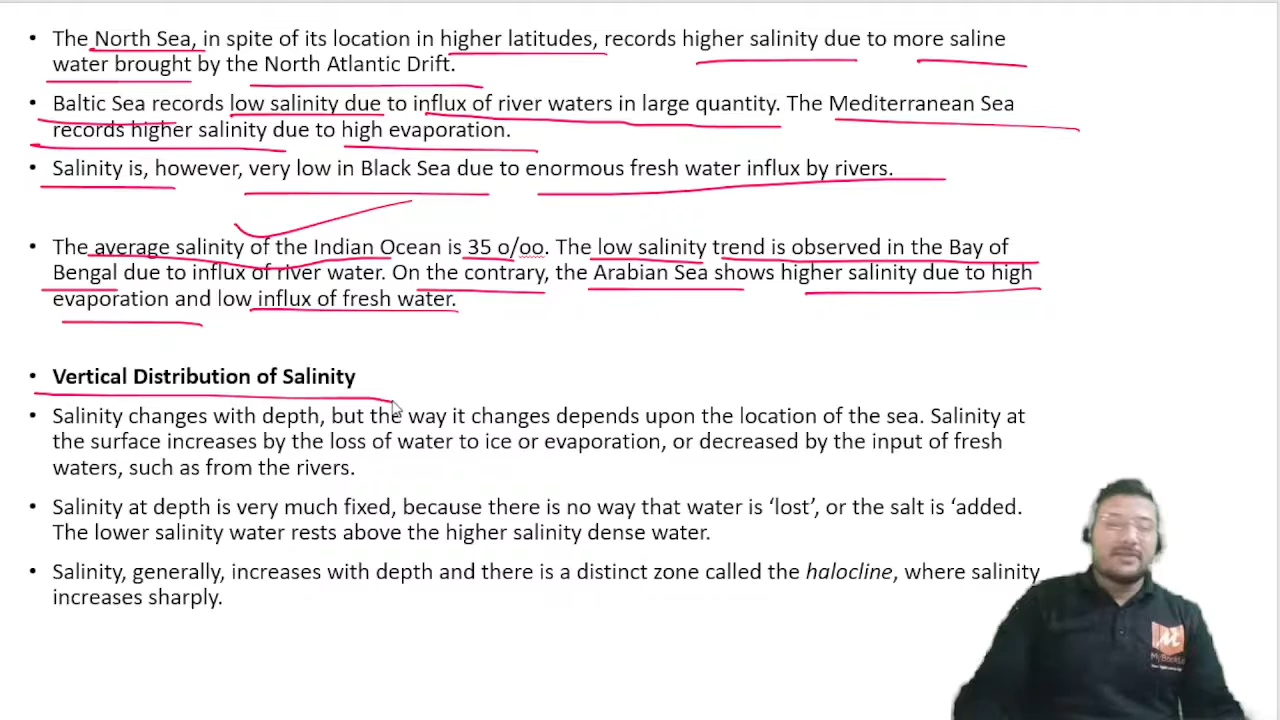 • The North Sea, in spite of its location in higher latitudes, records higher salinity due to more saline
water brought by the North Atlantic Drift.
• Baltic Sea records low salinity due to influx of river waters in large quantity. The Mediterranean Sea
records higher salinity due to high evaporation.
• Salinity is, however, very low in Black Sea due to enormous fresh water influx by rivers.
• The average salinity of the Indian Ocean is 35 o/oo. The low salinity trend is observed in the Bay of
Bengal due to influx of river water. On the contrary, the Arabian Sea shows higher salinity due to high
evaporation and low influx of fresh water.
• Vertical Distribution of Salinity
• Salinity changes with depth, but the way it changes depends upon the location of the sea. Salinity at
the surface increases by the loss of water to ice or evaporation, or decreased by the input of fresh
waters, such as from the rivers.
• Salinity at depth is very much fixed, because there is no way that water is ‘lost’, or the salt is ‘added.
The lower salinity water rests above the higher salinity dense water.
• Salinity, generally, increases with depth and there is a distinct zone called the halocline, where salinity
increases sharply.